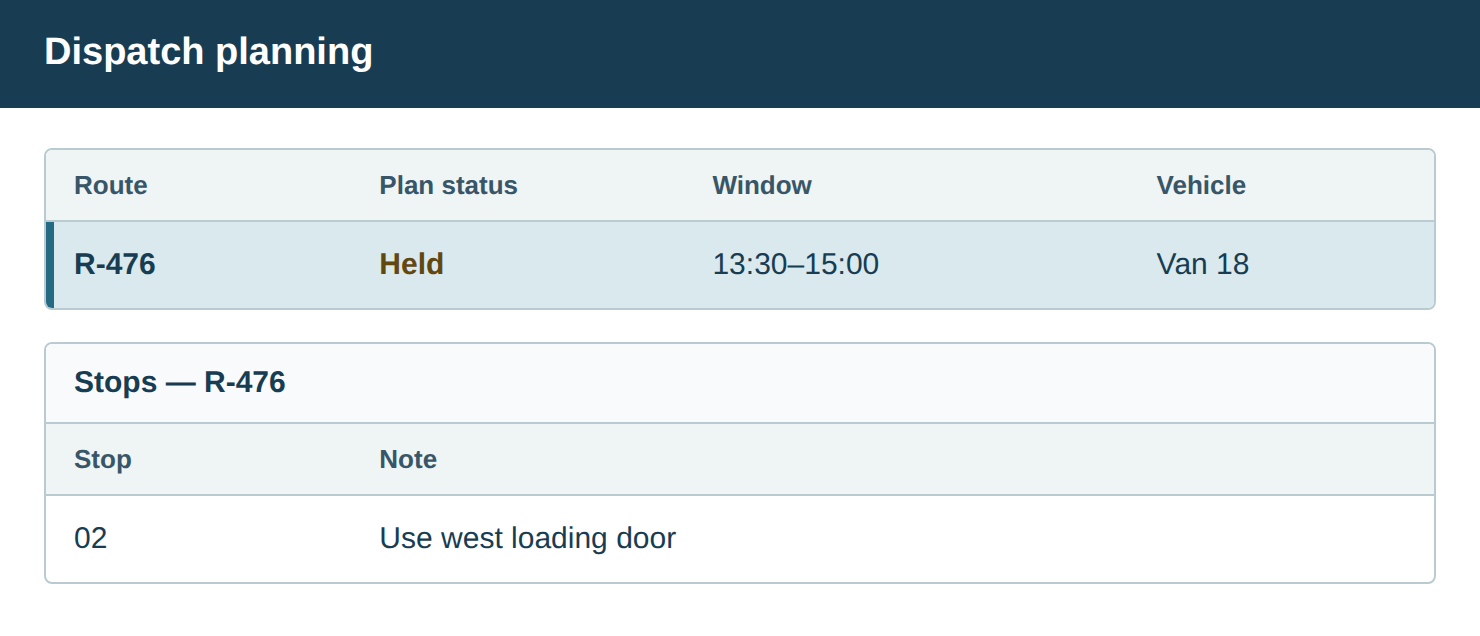 Dispatch planning
Route Plan status Window Vehicle
R-476 Held 13:30–15:00 Van 18
Stops — R-476
Stop Note
02 Use west loading door